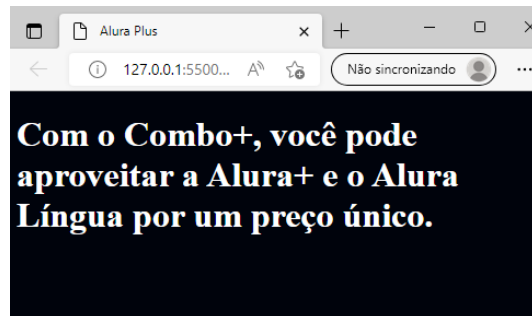 Alura Plus
127.0.0.1:5500...
Não sincronizando
Com o Combo+, você pode
aproveitar a Alura+ e o Alura
Língua por um preço único.